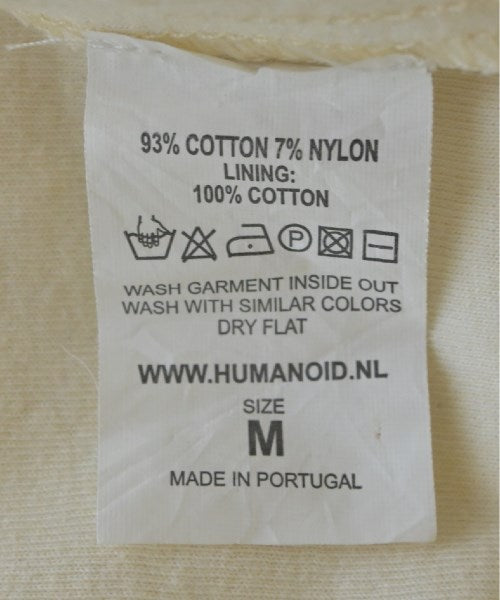 93% COTTON 7% NYLON
LINING:
100% COTTON
P
WASH GARMENT INSIDE OUT
WASH WITH SIMILAR COLORS
DRY FLAT
WWW.HUMANOID.NL
SIZE
M
MADE IN PORTUGAL